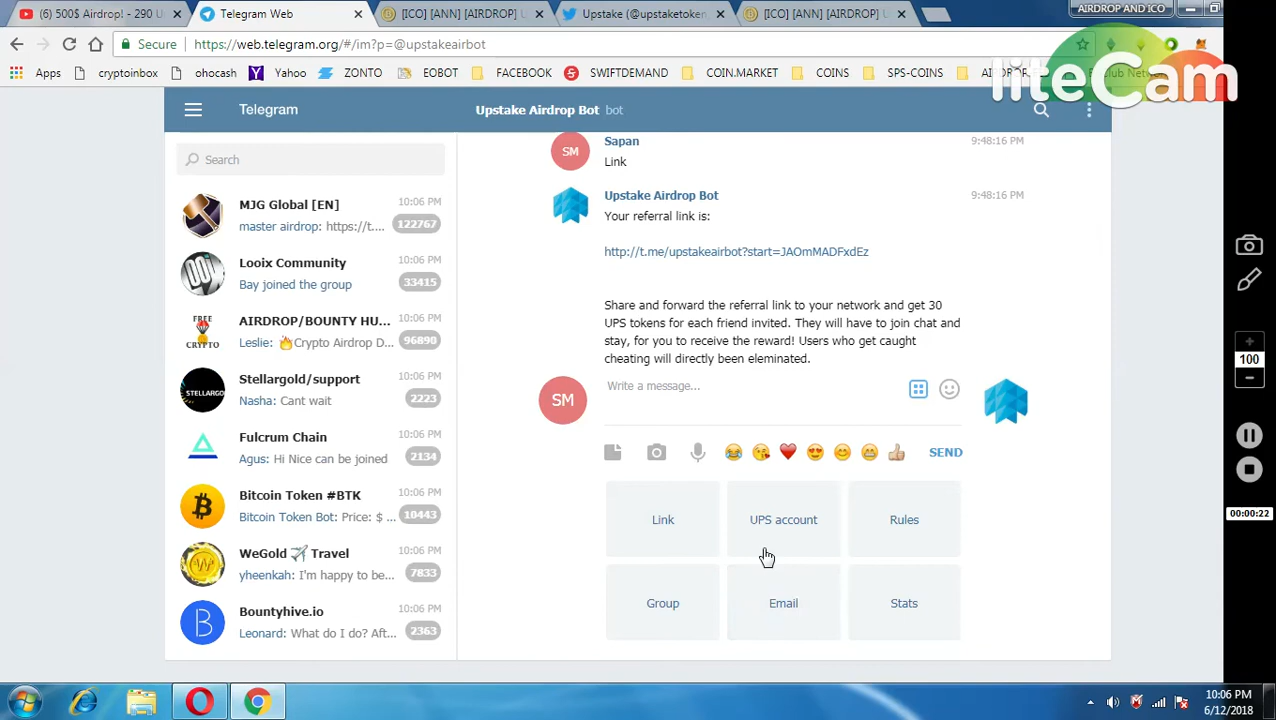 (6) 500$ Airdrop! - 290 U
Telegram Web
[ICO] [ANN] [AIRDROP] U
Upstake (@upstaketoken
[ICO] [ANN] [AIRDROP] U
AIRDROP AND ICO
Secure
https://web.telegram.org/#/im?p=@upstakeairbot
Apps
cryptoinbox
ohocash
Yahoo
ZONTO
EOBOT
FACEBOOK
SWIFTDEMAND
COIN.MARKET
COINS
SPS-COINS
liteCam
Telegram
Upstake Airdrop Bot bot
Search
MJG Global [EN]
10:06 PM
master airdrop: https://t....
122767
Looix Community
10:06 PM
Bay joined the group
33415
FREE
CRYPTO
AIRDROP/BOUNTY HU...
10:06 PM
Leslie: 🔥Crypto Airdrop D...
96890
STELLARGOLD
Stellargold/support
10:06 PM
Nasha: Cant wait
2223
Fulcrum Chain
10:06 PM
Agus: Hi Nice can be joined
2134
Bitcoin Token #BTK
10:06 PM
Bitcoin Token Bot: Price: $ ...
10443
WeGold ✈️ Travel
10:06 PM
yheenkah: I'm happy to be...
7833
B
Bountyhive.io
10:06 PM
Leonard: What do I do? Aft...
2363
SM
Sapan
9:48:16 PM
Link
Upstake Airdrop Bot
9:48:16 PM
Your referral link is:
http://t.me/upstakeairbot?start=JAOmMADFxdEz
Share and forward the referral link to your network and get 30
UPS tokens for each friend invited. They will have to join chat and
stay, for you to receive the reward! Users who get caught
cheating will directly been eleminated.
SM
Write a message...
SEND
Link
UPS account
Rules
Group
Email
Stats
100
00:00:22
10:06 PM
6/12/2018